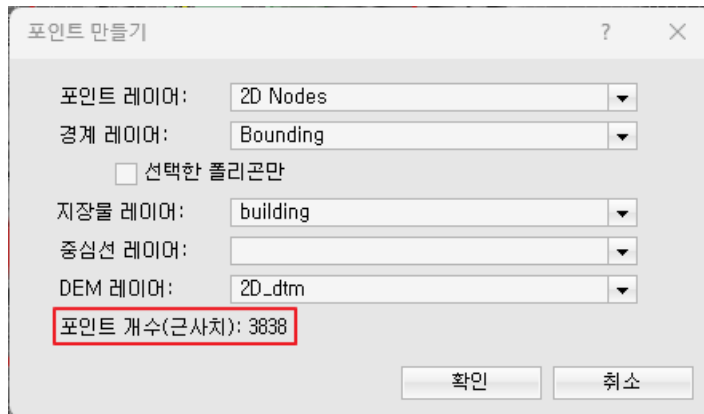 포인트 만들기 ?
포인트 레이어: 2D Nodes
경계 레이어: Bounding
선택한 폴리곤만
지장물 레이어: building
중심선 레이어:
DEM 레이어: 2D_dtm
포인트 개수(근사치): 3838
확인 취소